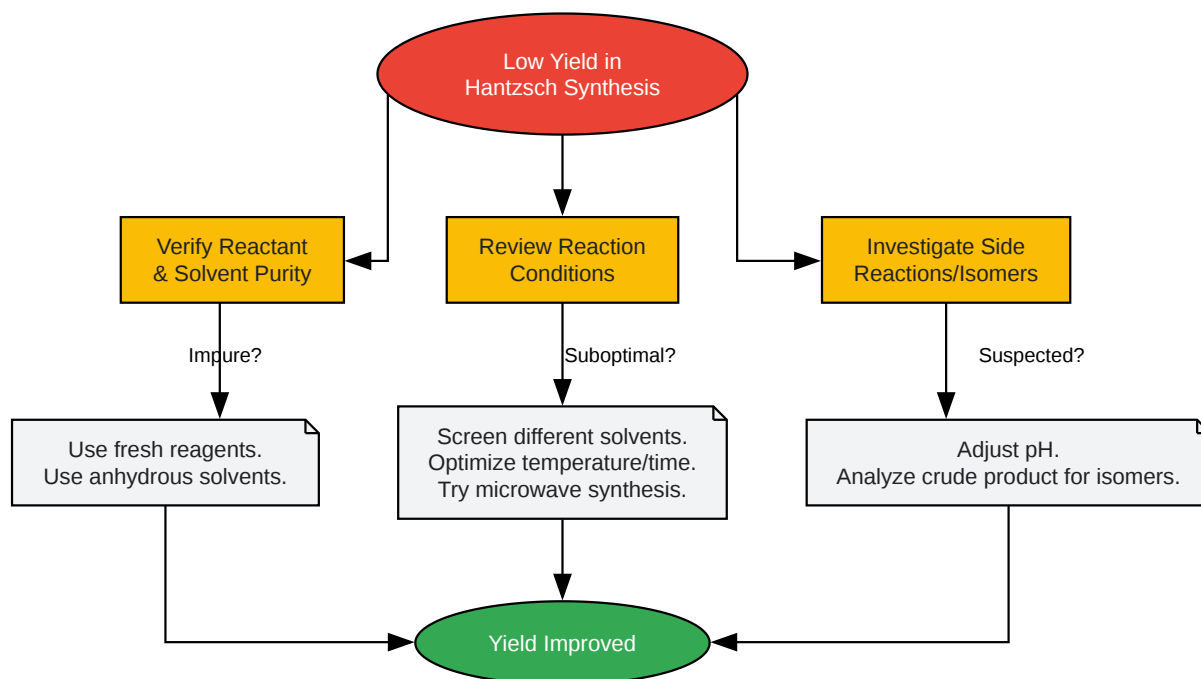 Low Yield in
Hantzsch Synthesis
Verify Reactant
& Solvent Purity
Review Reaction
Conditions
Investigate Side
Reactions/Isomers
Impure?
Suboptimal?
Suspected?
Use fresh reagents.
Use anhydrous solvents.
Screen different solvents.
Optimize temperature/time.
Try microwave synthesis.
Adjust pH.
Analyze crude product for isomers.
Yield Improved